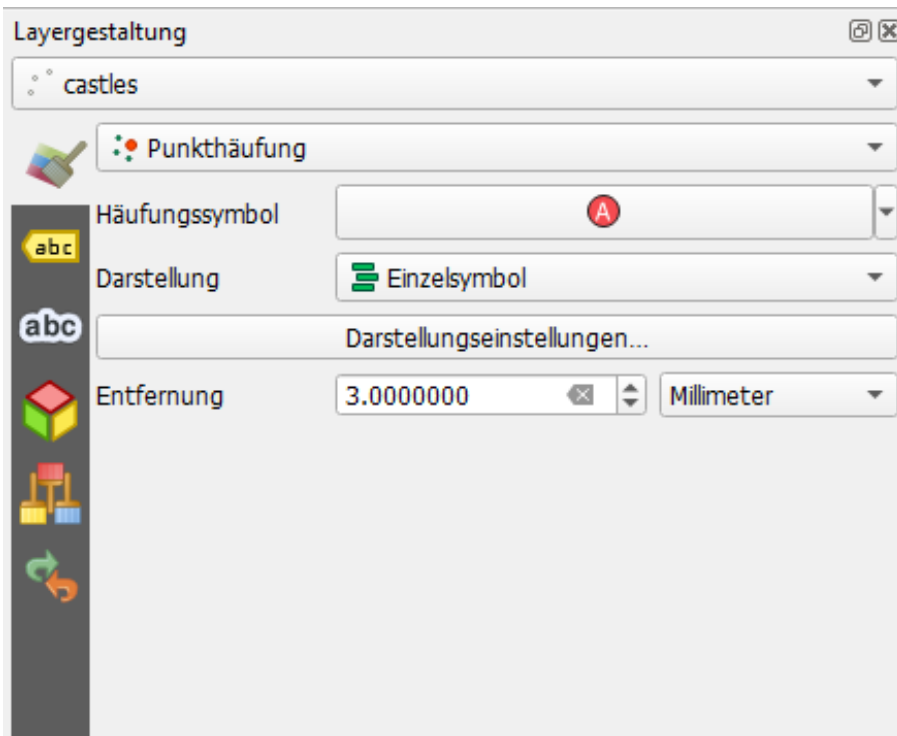 Layergestaltung
castles
Punkthäufung
Häufungssymbol A
abc
Darstellung Einzelsymbol
abc
Darstellungseinstellungen...
Entfernung 3.0000000 Millimeter